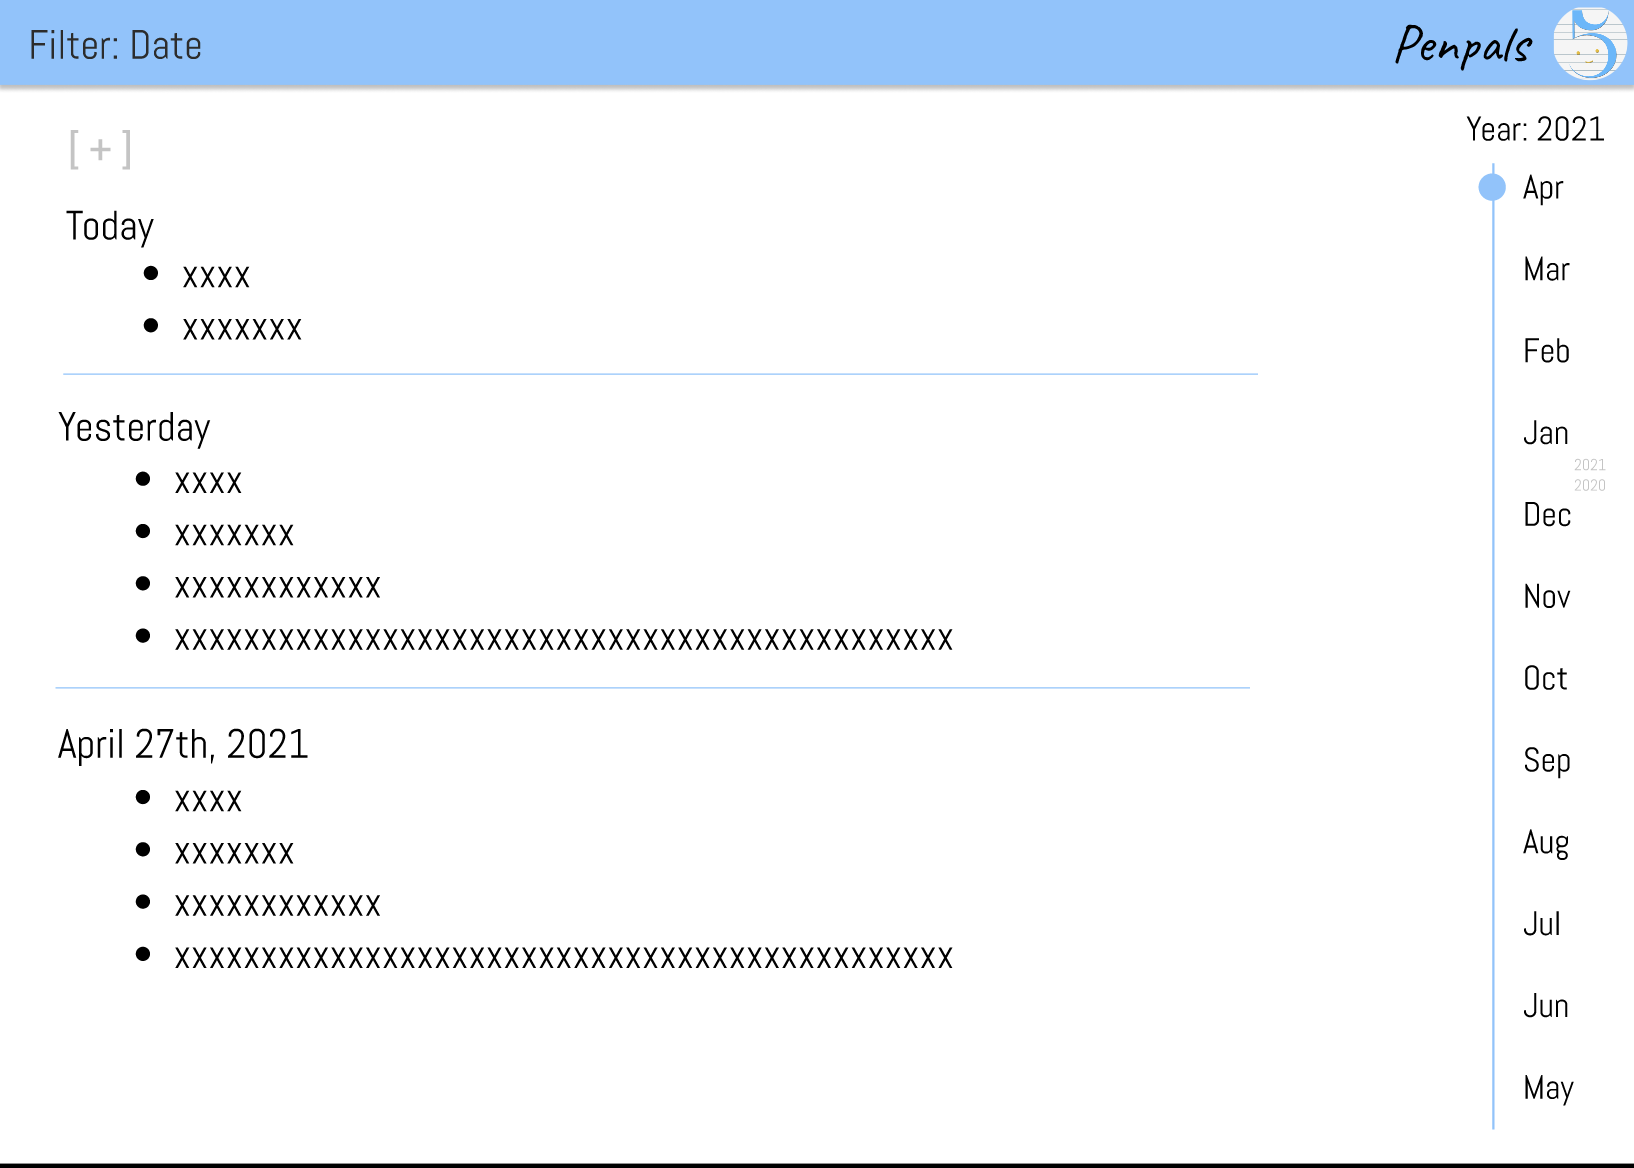 Filter: Date
Penpals
5
[ + ]
Today
• xxxx
• xxxxxxx
Yesterday
• xxxx
• xxxxxxx
• xxxxxxxxxxxx
• xxxxxxxxxxxxxxxxxxxxxxxxxxxxxxxxxxxxxxxxxxxxx
April 27th, 2021
• xxxx
• xxxxxxx
• xxxxxxxxxxxx
• xxxxxxxxxxxxxxxxxxxxxxxxxxxxxxxxxxxxxxxxxxxxx
Year: 2021
Apr
Mar
Feb
Jan
2021
2020
Dec
Nov
Oct
Sep
Aug
Jul
Jun
May